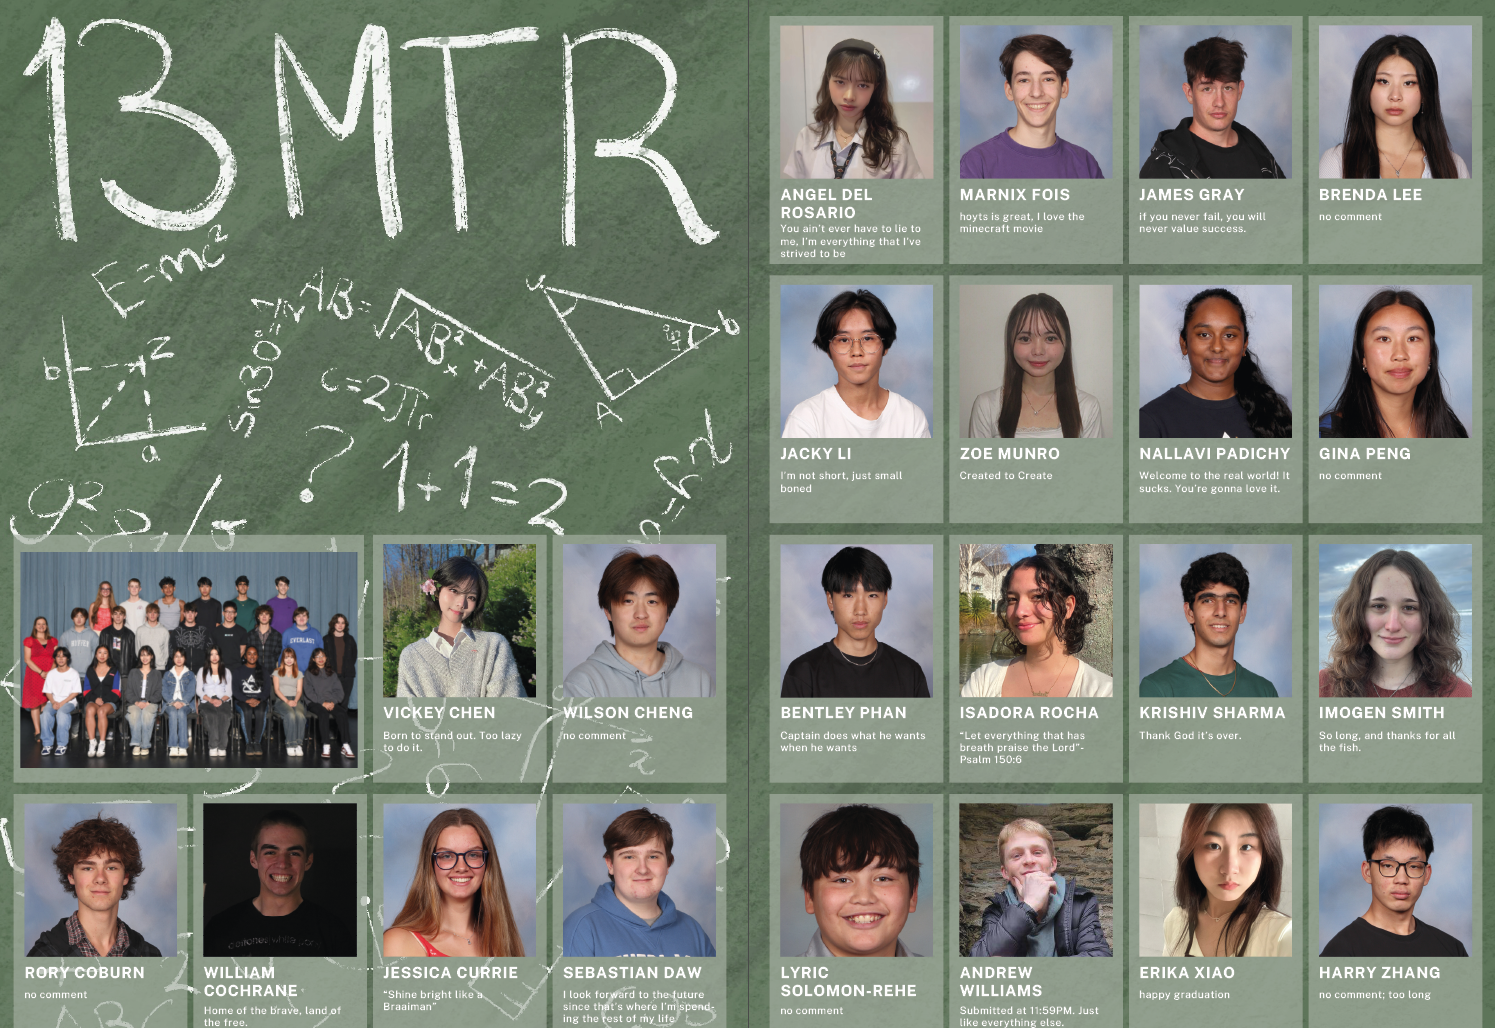 13 MTR
E=mc²
AB=
√AB²x + AB²y
sin30°=
c=2πr
b
z
a
b
A
?
1+1=2
VICKEY CHEN
Born to stand out. Too lazy
to do it.
WILSON CHENG
no comment
RORY COBURN
no comment
WILLIAM
COCHRANE
Home of the brave, land of
the free.
JESSICA CURRIE
“Shine bright like a
Braaiman”
SEBASTIAN DAW
I look forward to the future
since that’s where I’m spend-
ing the rest of my life
ANGEL DEL
ROSARIO
You ain’t ever have to lie to
me, I’m everything that I’ve
strived to be
MARNIX FOIS
hoyts is great, I love the
minecraft movie
JAMES GRAY
if you never fail, you will
never value success.
BRENDA LEE
no comment
JACKY LI
I’m not short, just small
boned
ZOE MUNRO
Created to Create
NALLAVI PADICHY
Welcome to the real world! It
sucks. You’re gonna love it.
GINA PENG
no comment
BENTLEY PHAN
Captain does what he wants
when he wants
ISADORA ROCHA
“Let everything that has
breath praise the Lord”-
Psalm 150:6
KRISHIV SHARMA
Thank God it’s over.
IMOGEN SMITH
So long, and thanks for all
the fish.
LYRIC
SOLOMON-REHE
no comment
ANDREW
WILLIAMS
Submitted at 11:59PM. Just
like everything else.
ERIKA XIAO
happy graduation
HARRY ZHANG
no comment; too long